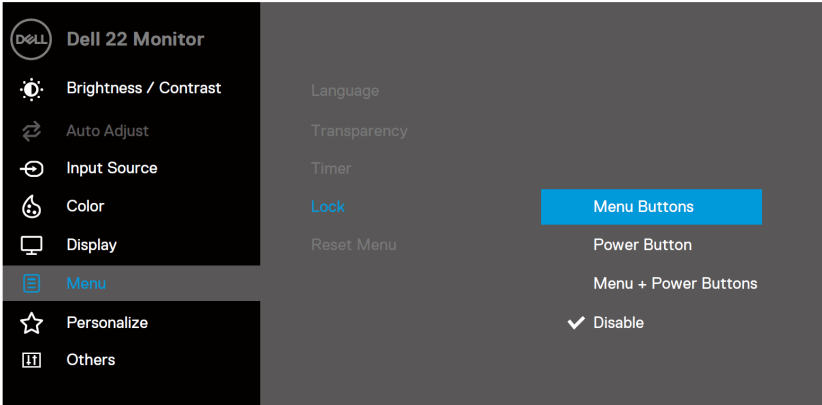 DELL
Dell 22 Monitor
Brightness / Contrast
Auto Adjust
Input Source
Color
Display
Menu
Personalize
Others
Language
Transparency
Timer
Lock
Reset Menu
Menu Buttons
Power Button
Menu + Power Buttons
Disable